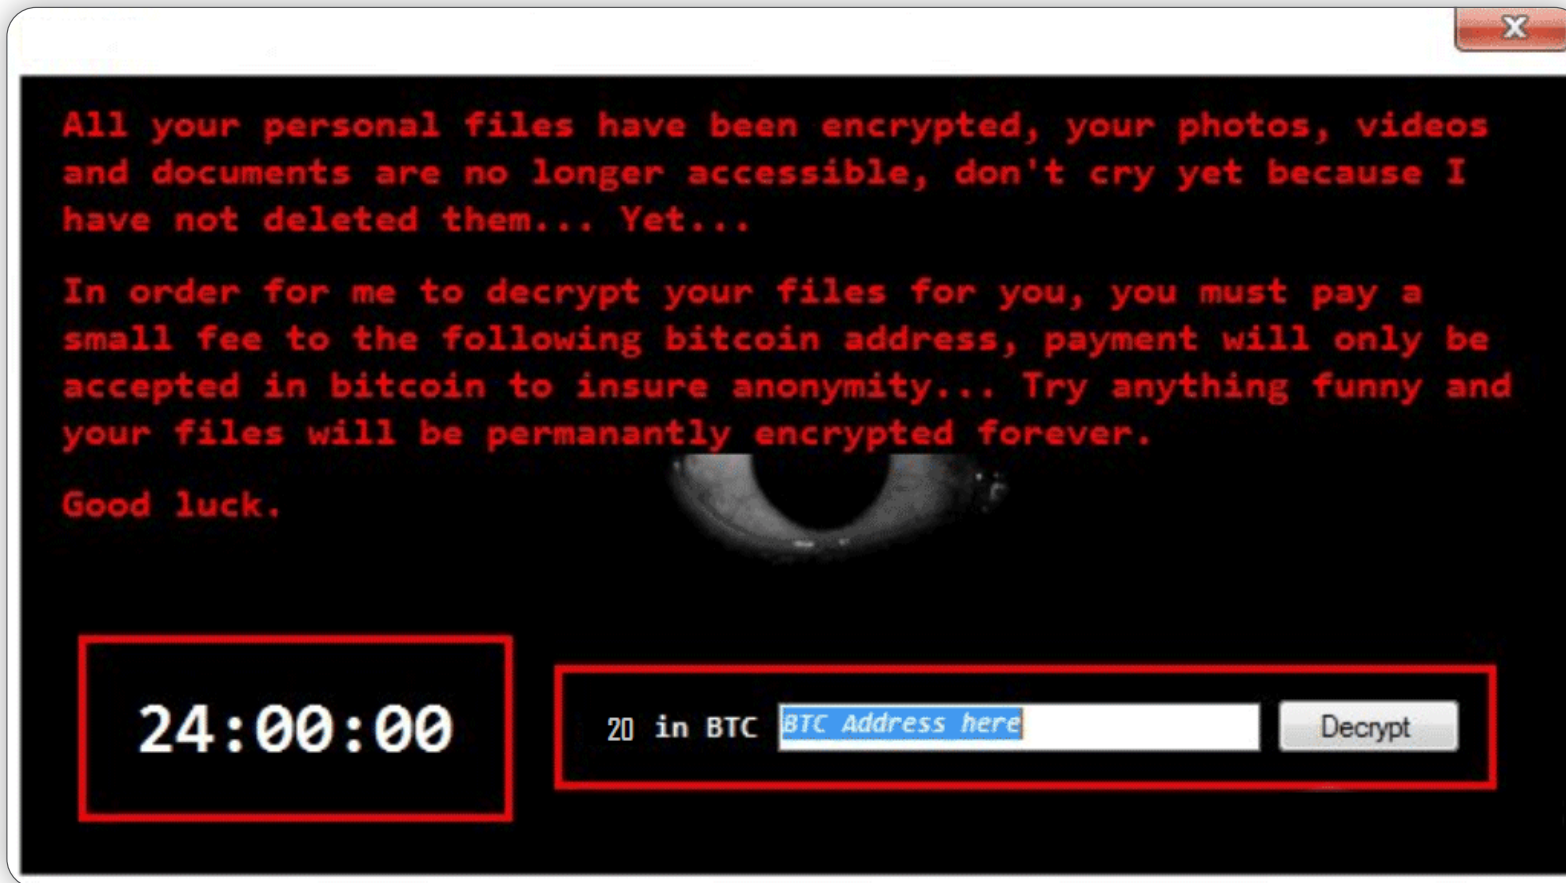 X
All your personal files have been encrypted, your photos, videos
and documents are no longer accessible, don't cry yet because I
have not deleted them... Yet...
In order for me to decrypt your files for you, you must pay a
small fee to the following bitcoin address, payment will only be
accepted in bitcoin to insure anonymity... Try anything funny and
your files will be permanantly encrypted forever.
Good luck.
24:00:00
20 in BTC BTC Address here Decrypt